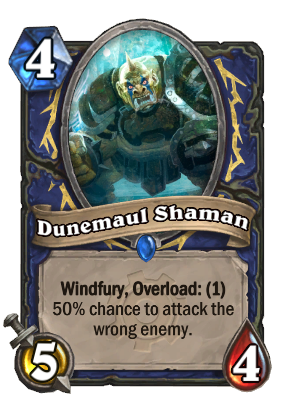 4
Dunemaul Shaman
Windfury, Overload: (1)
50% chance to attack the
wrong enemy.
5
4